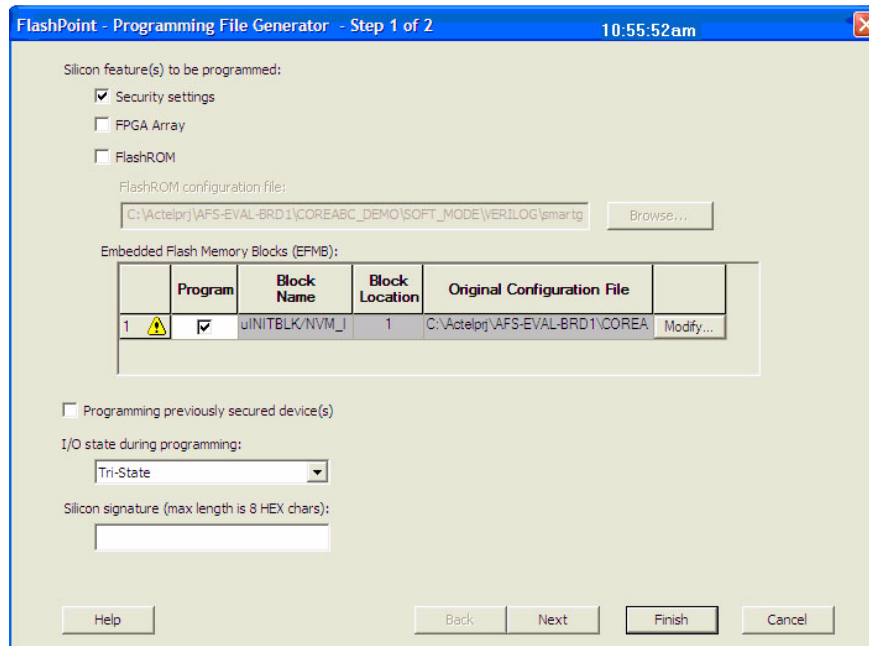 FlashPoint - Programming File Generator - Step 1 of 2 10:55:52am
Silicon feature(s) to be programmed:
Security settings
FPGA Array
FlashROM
FlashROM configuration file:
C:\Actelprj\AFS-EVAL-BRD1\COREABC_DEMO\SOFT_MODE\VERILOG\smartg Browse...
Embedded Flash Memory Blocks (EFMB):
Program Block Name Block Location Original Configuration File
1 uINITBLK/NVM_I 1 C:\Actelprj\AFS-EVAL-BRD1\COREA Modify...
Programming previously secured device(s)
I/O state during programming:
Tri-State
Silicon signature (max length is 8 HEX chars):
Help Back Next Finish Cancel